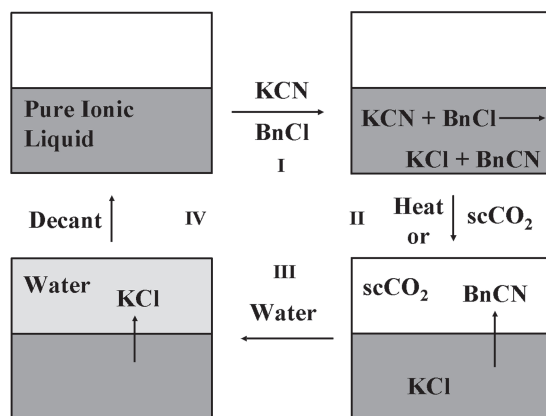 Pure Ionic
Liquid
KCN
BnCl
I
KCN + BnCl
KCl + BnCN
Decant
IV
II
Heat
or
scCO₂
Water
KCl
III
Water
scCO₂
BnCN
KCl